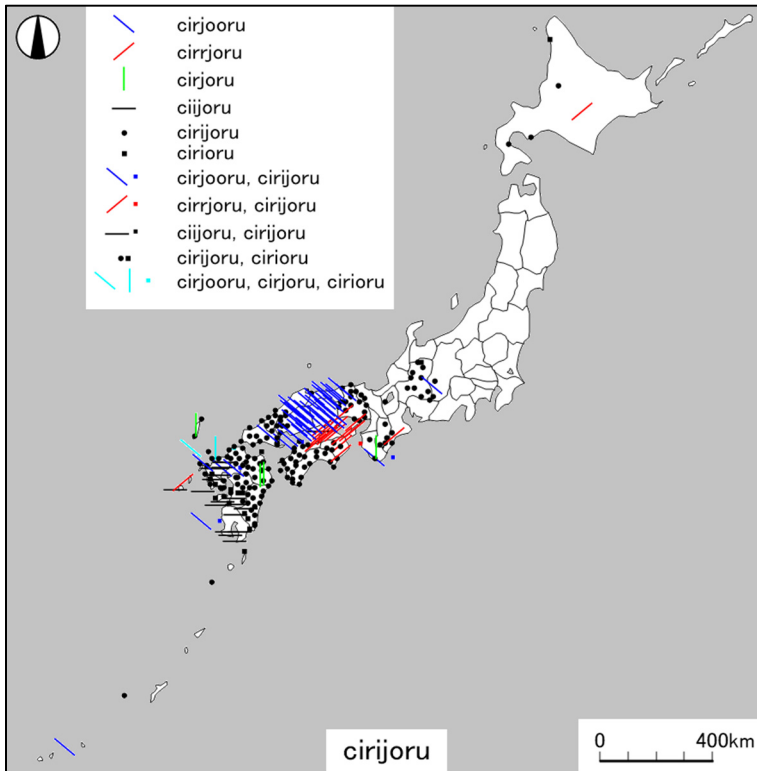 cirjooru
cirrjoru
cirjoru
ciijoru
cirijoru
cirioru
cirjooru, cirijoru
cirrjoru, cirijoru
ciijoru, cirijoru
cirijoru, cirioru
cirjooru, cirjoru, cirioru
cirijoru
0 400km